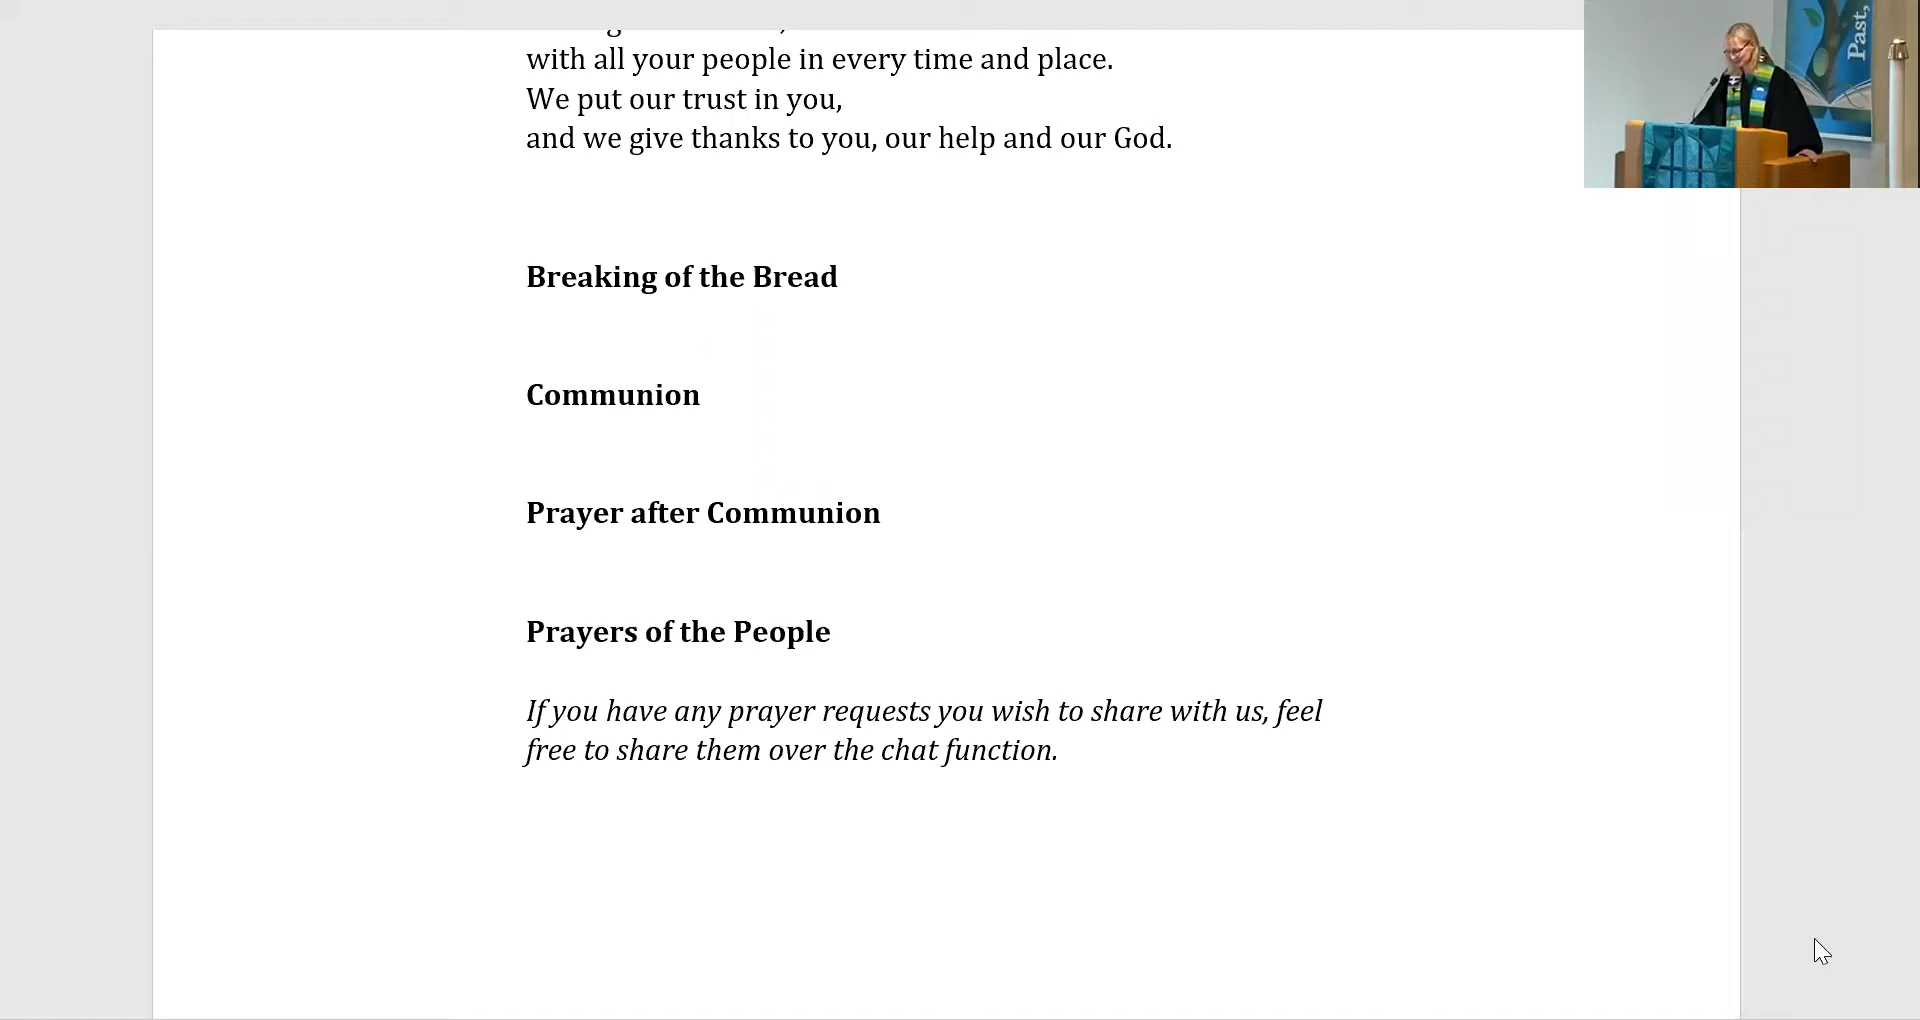 with all your people in every time and place.
We put our trust in you,
and we give thanks to you, our help and our God.
Breaking of the Bread
Communion
Prayer after Communion
Prayers of the People
If you have any prayer requests you wish to share with us, feel
free to share them over the chat function.
Past,